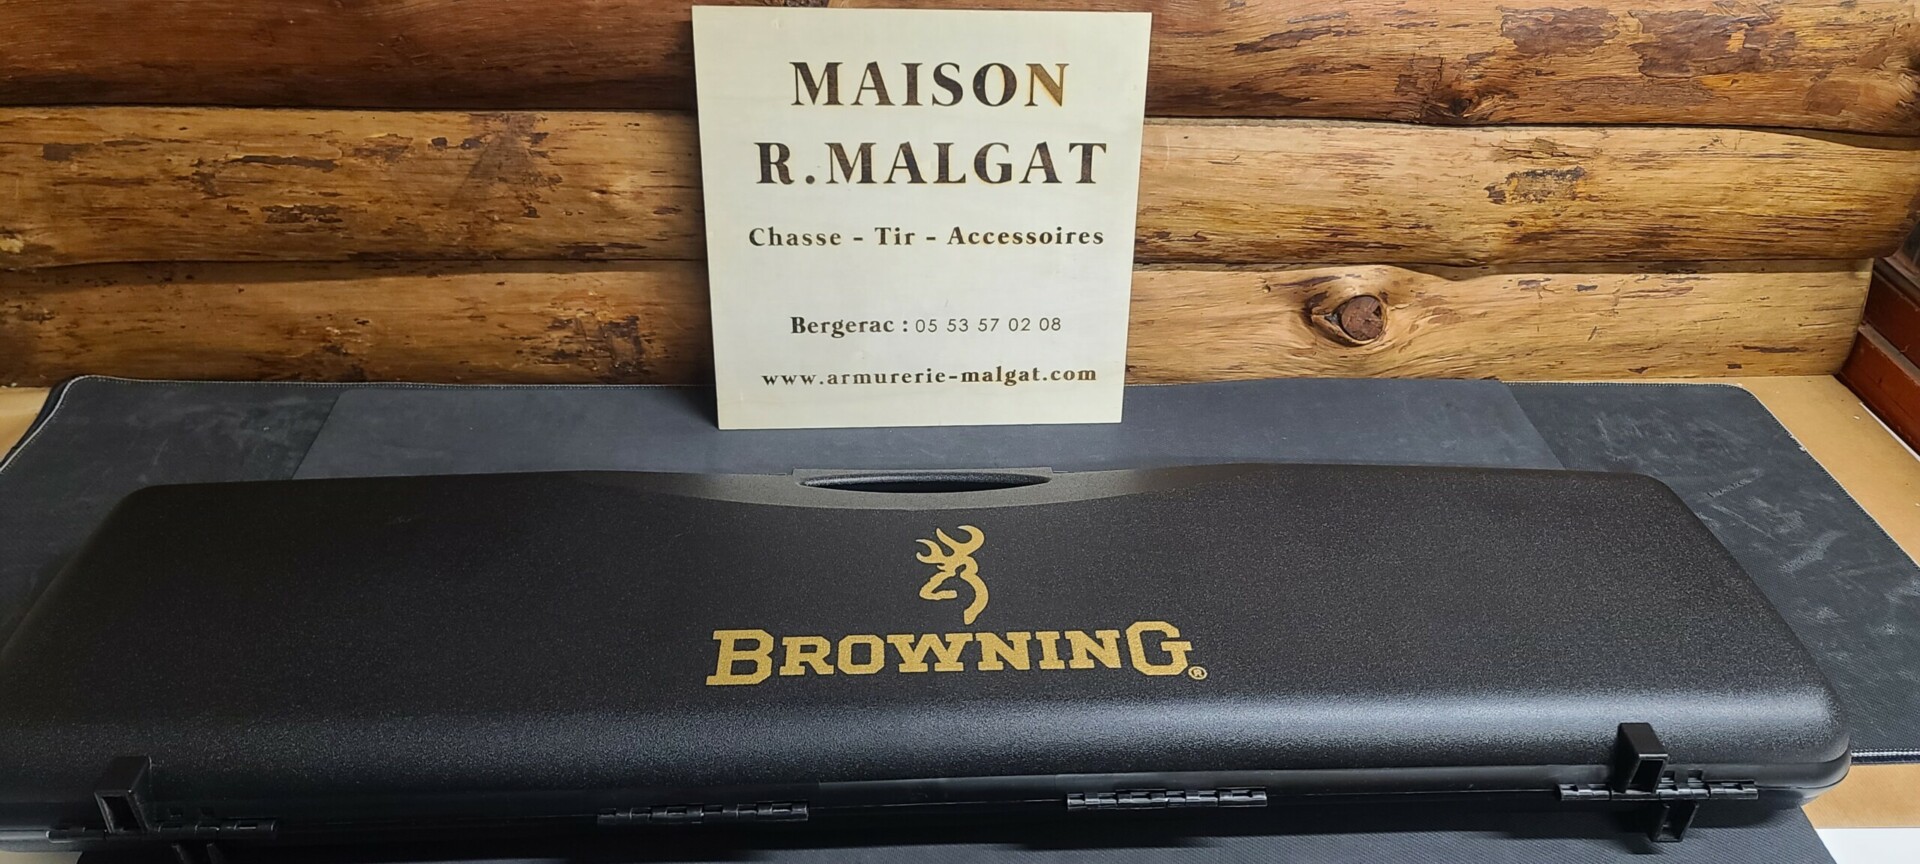 MAISON
R.MALGAT
Chasse - Tir - Accessoires
Bergerac : 05 53 57 02 08
www.armurerie-malgat.com
BROWNING®